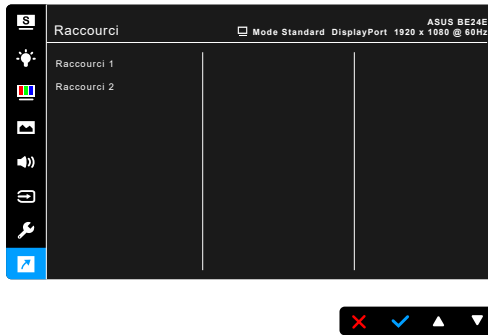 S
ASUS BE24E
Raccourci
Mode Standard DisplayPort 1920 x 1080 @ 60Hz
Raccourci 1
Raccourci 2